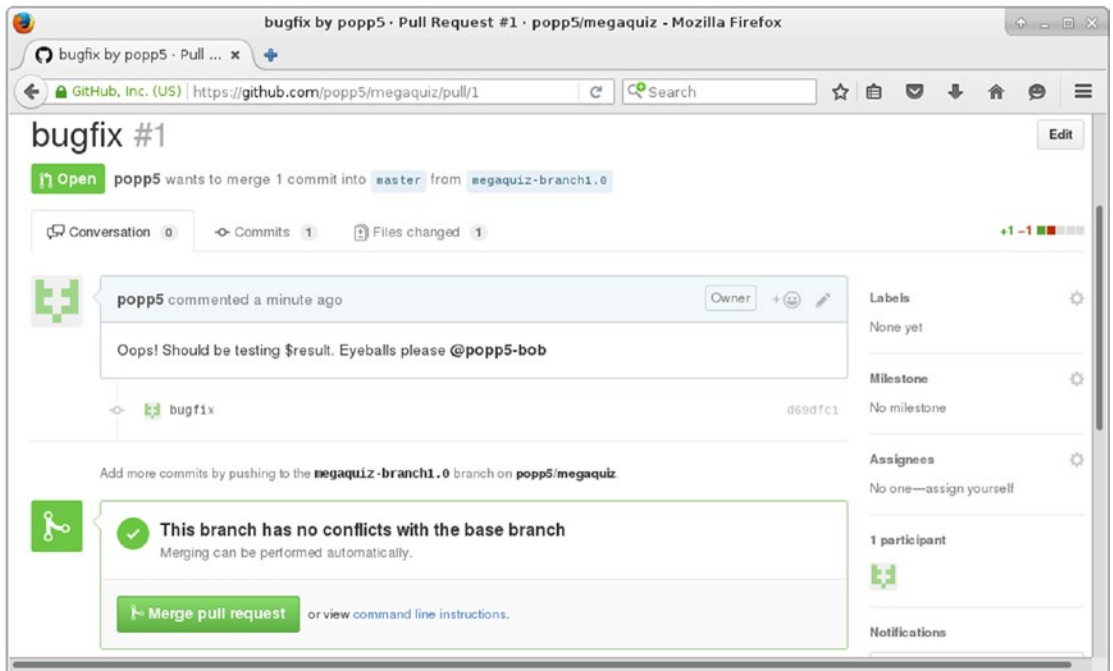 bugfix by popp5 · Pull Request #1 · popp5/megaquiz - Mozilla Firefox
bugfix by popp5 · Pull ...
GitHub, Inc. (US) https://github.com/popp5/megaquiz/pull/1 Search
bugfix #1 Edit
Open popp5 wants to merge 1 commit into master from megaquiz-branch1.0
Conversation 0 Commits 1 Files changed 1 +1 −1
popp5 commented a minute ago Owner
Oops! Should be testing $result. Eyeballs please @popp5-bob
bugfix d69dfc1
Add more commits by pushing to the megaquiz-branch1.0 branch on popp5/megaquiz.
This branch has no conflicts with the base branch
Merging can be performed automatically.
Merge pull request or view command line instructions.
Labels
None yet
Milestone
No milestone
Assignees
No one—assign yourself
1 participant
Notifications